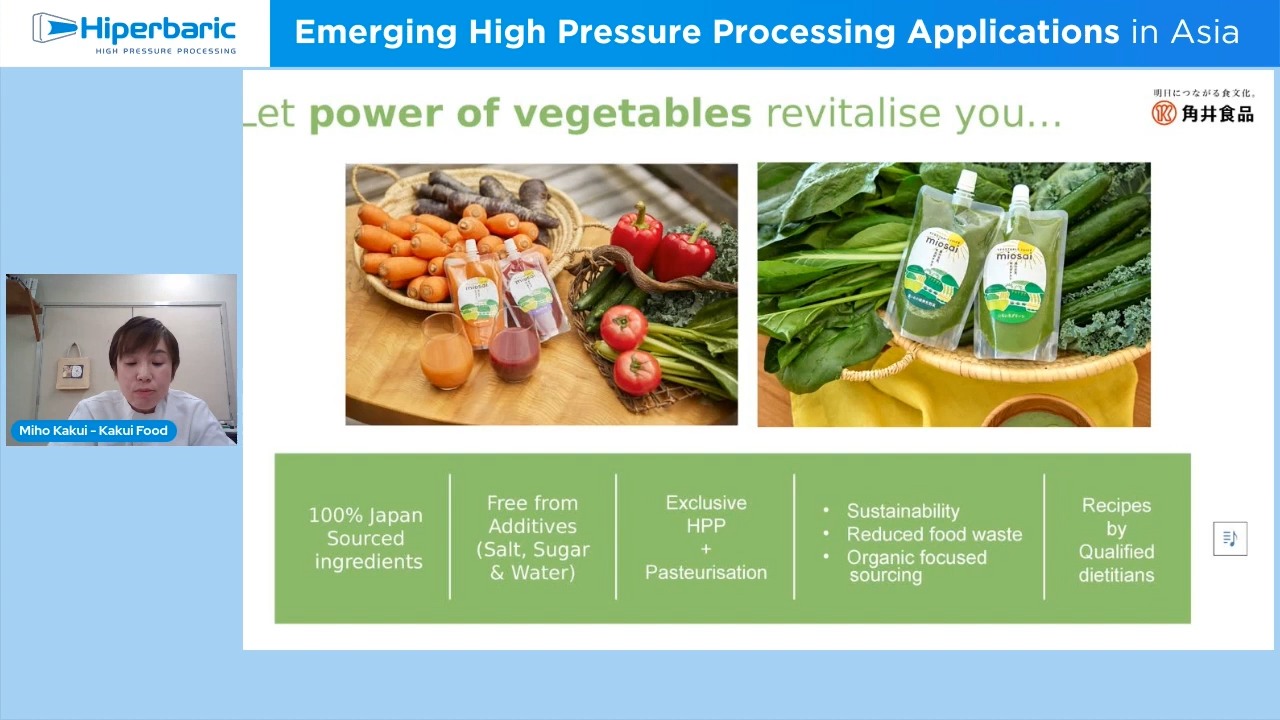 Hiperbaric
HIGH PRESSURE PROCESSING
Emerging High Pressure Processing Applications in Asia
Let power of vegetables revitalise you...
明日につながる食文化。
角井食品
miosai
miosai
miosai
miosai
Miho Kakui - Kakui Food
100% Japan
Sourced
ingredients
Free from
Additives
(Salt, Sugar
& Water)
Exclusive
HPP
+
Pasteurisation
• Sustainability
• Reduced food waste
• Organic focused
sourcing
Recipes
by
Qualified
dietitians